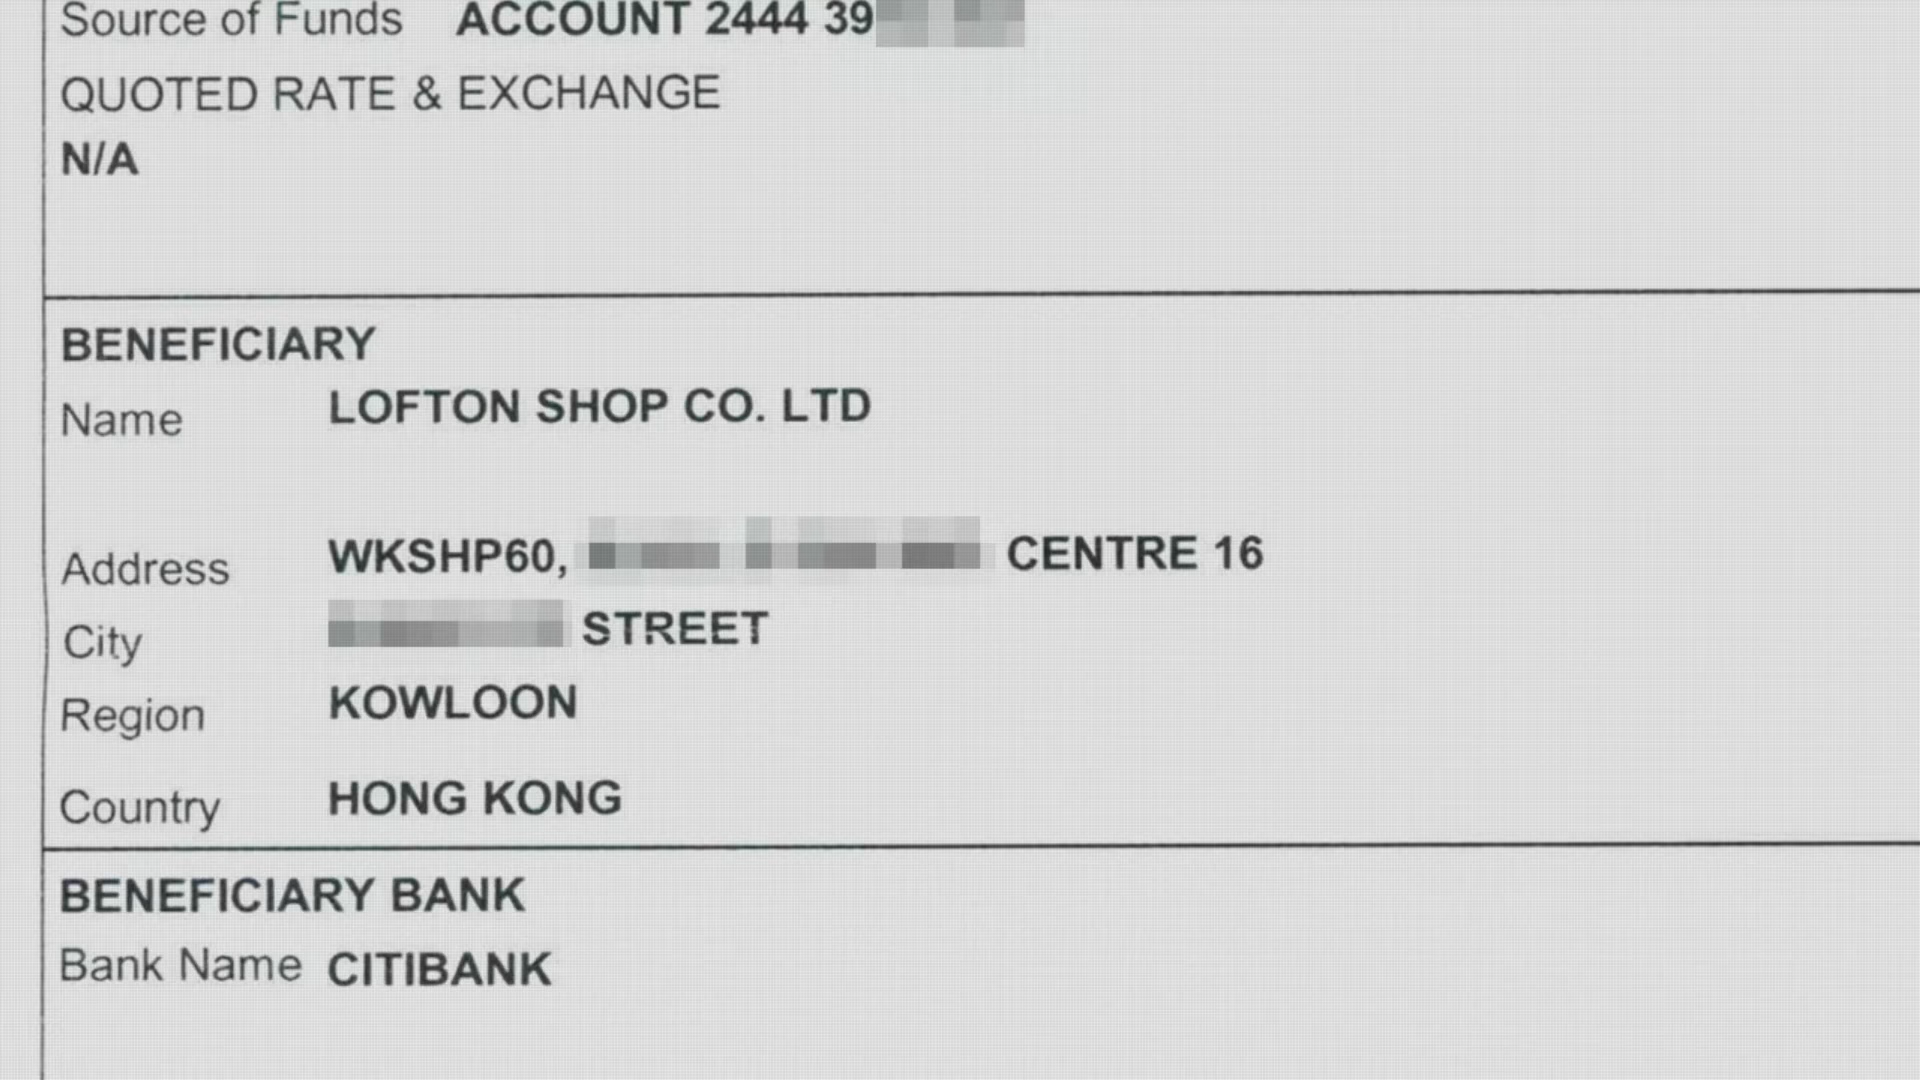 Source of Funds ACCOUNT 2444 39
QUOTED RATE & EXCHANGE
N/A
BENEFICIARY
Name LOFTON SHOP CO. LTD
Address WKSHP60, CENTRE 16
City STREET
Region KOWLOON
Country HONG KONG
BENEFICIARY BANK
Bank Name CITIBANK